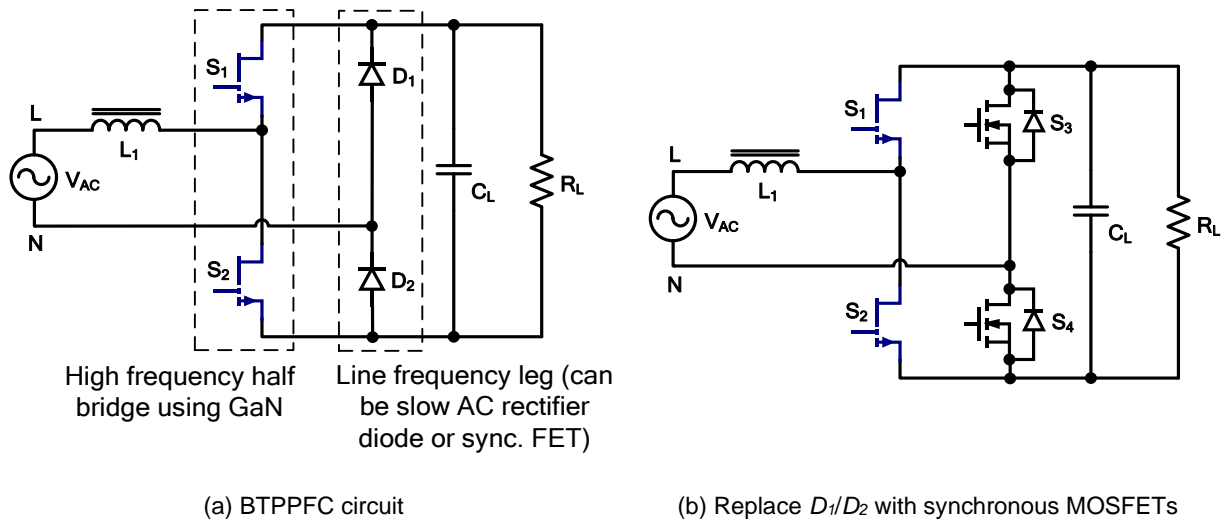 S1
D1
L
L1
VAC
N
S2
D2
CL
RL
High frequency half
bridge using GaN
Line frequency leg (can
be slow AC rectifier
diode or sync. FET)
(a) BTPPFC circuit
S1
S3
L
L1
VAC
N
S2
S4
CL
RL
(b) Replace D1/D2 with synchronous MOSFETs